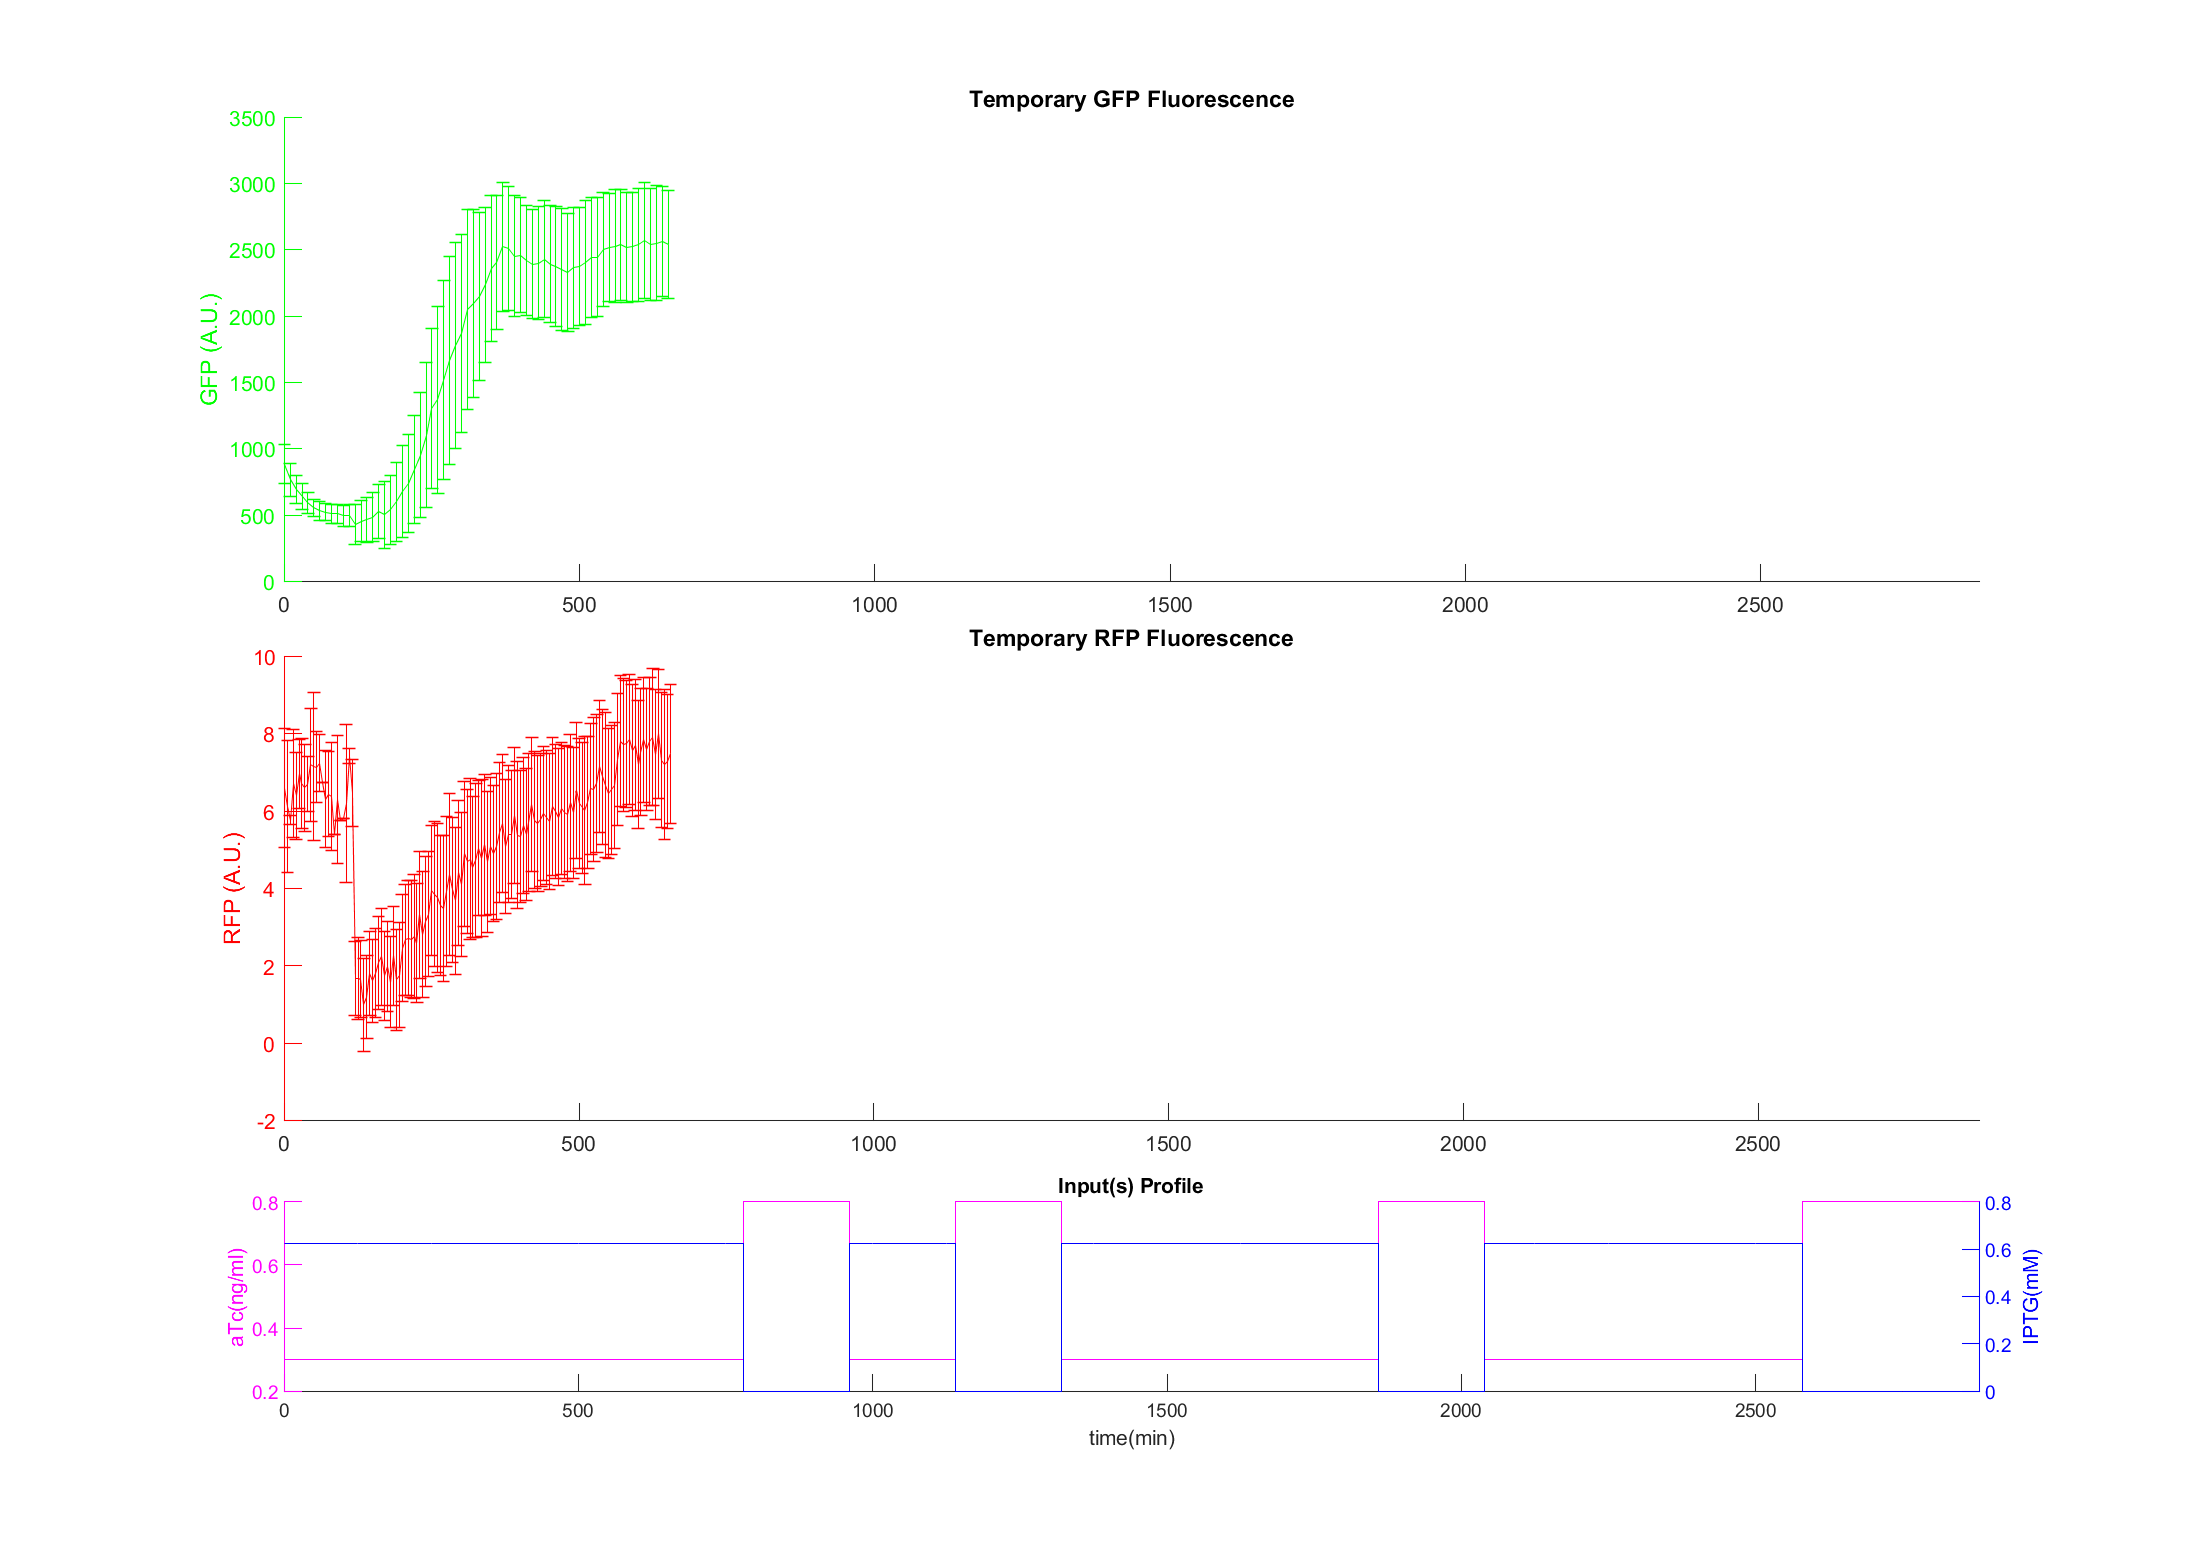 Temporary GFP Fluorescence
3500
3000
2500
2000
1500
1000
500
0
GFP (A.U.)
0 500 1000 1500 2000 2500
Temporary RFP Fluorescence
10
8
6
4
2
0
-2
RFP (A.U.)
0 500 1000 1500 2000 2500
Input(s) Profile
0.8
0.6
0.4
0.2
aTc(ng/ml)
0.8
0.6
0.4
0.2
0
IPTG(mM)
0 500 1000 1500 2000 2500
time(min)